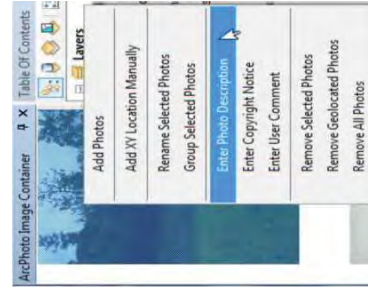 ArcPhoto Image Container
Table Of Contents
Layers
Add Photos
Add XY Location Manually
Rename Selected Photos
Group Selected Photos
Enter Photo Description
Enter Copyright Notice
Enter User Comment
Remove Selected Photos
Remove Geolocated Photos
Remove All Photos